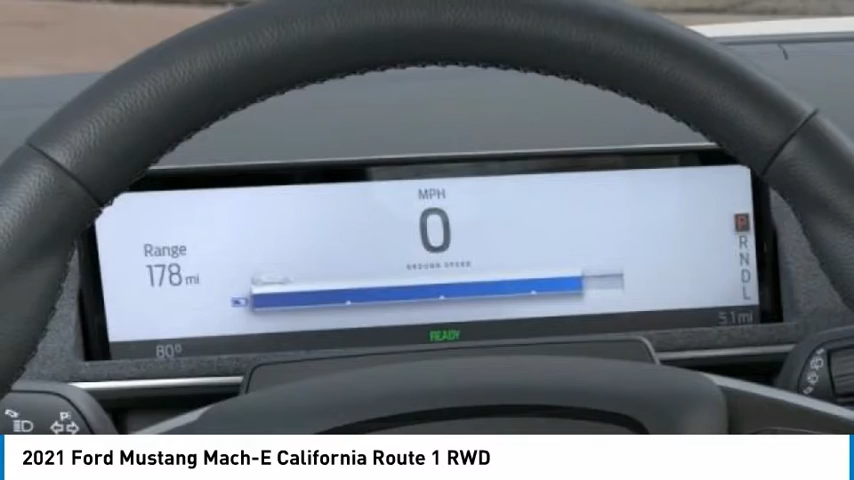 MPH
0
GROUND SPEED
Range
178 mi
P
R
N
D
L
5.1 mi
READY
80°
2021 Ford Mustang Mach-E California Route 1 RWD